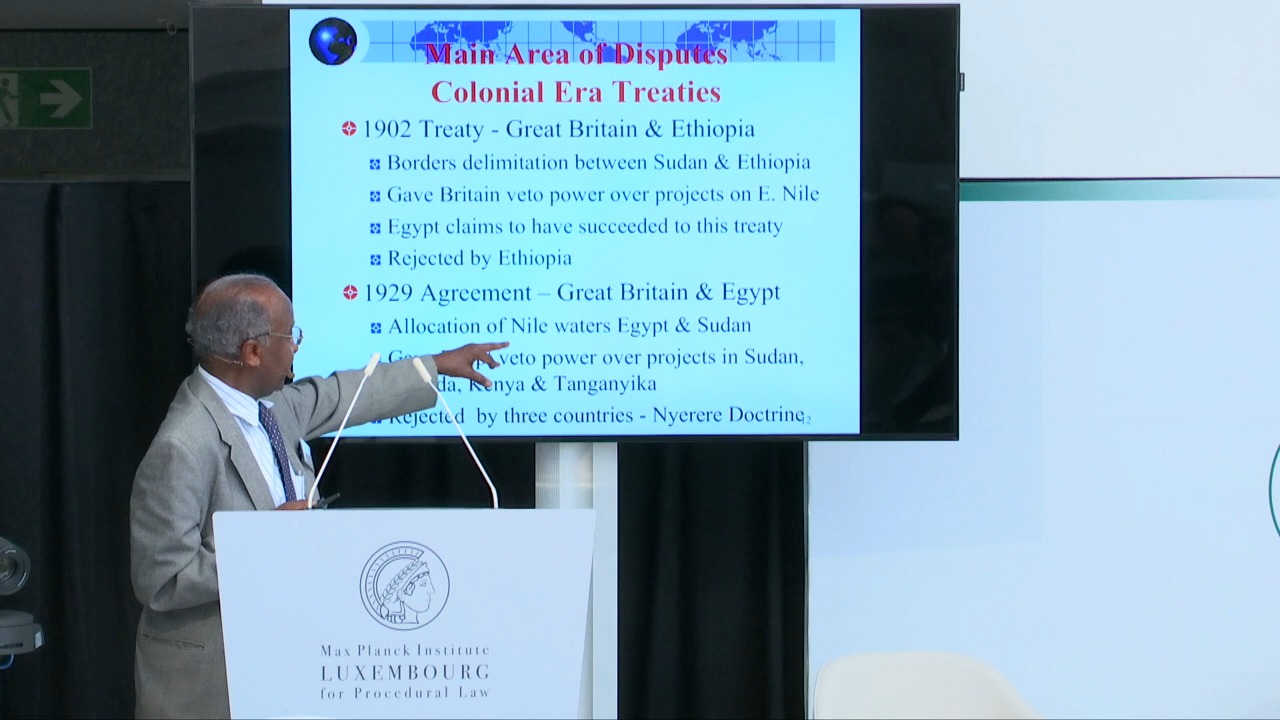 Main Area of Disputes
Colonial Era Treaties
1902 Treaty - Great Britain & Ethiopia
Borders delimitation between Sudan & Ethiopia
Gave Britain veto power over projects on E. Nile
Egypt claims to have succeeded to this treaty
Rejected by Ethiopia
1929 Agreement – Great Britain & Egypt
Allocation of Nile waters Egypt & Sudan
veto power over projects in Sudan,
Kenya & Tanganyika
Rejected by three countries - Nyerere Doctrine
12
Max Planck Institute
LUXEMBOURG
for Procedural Law